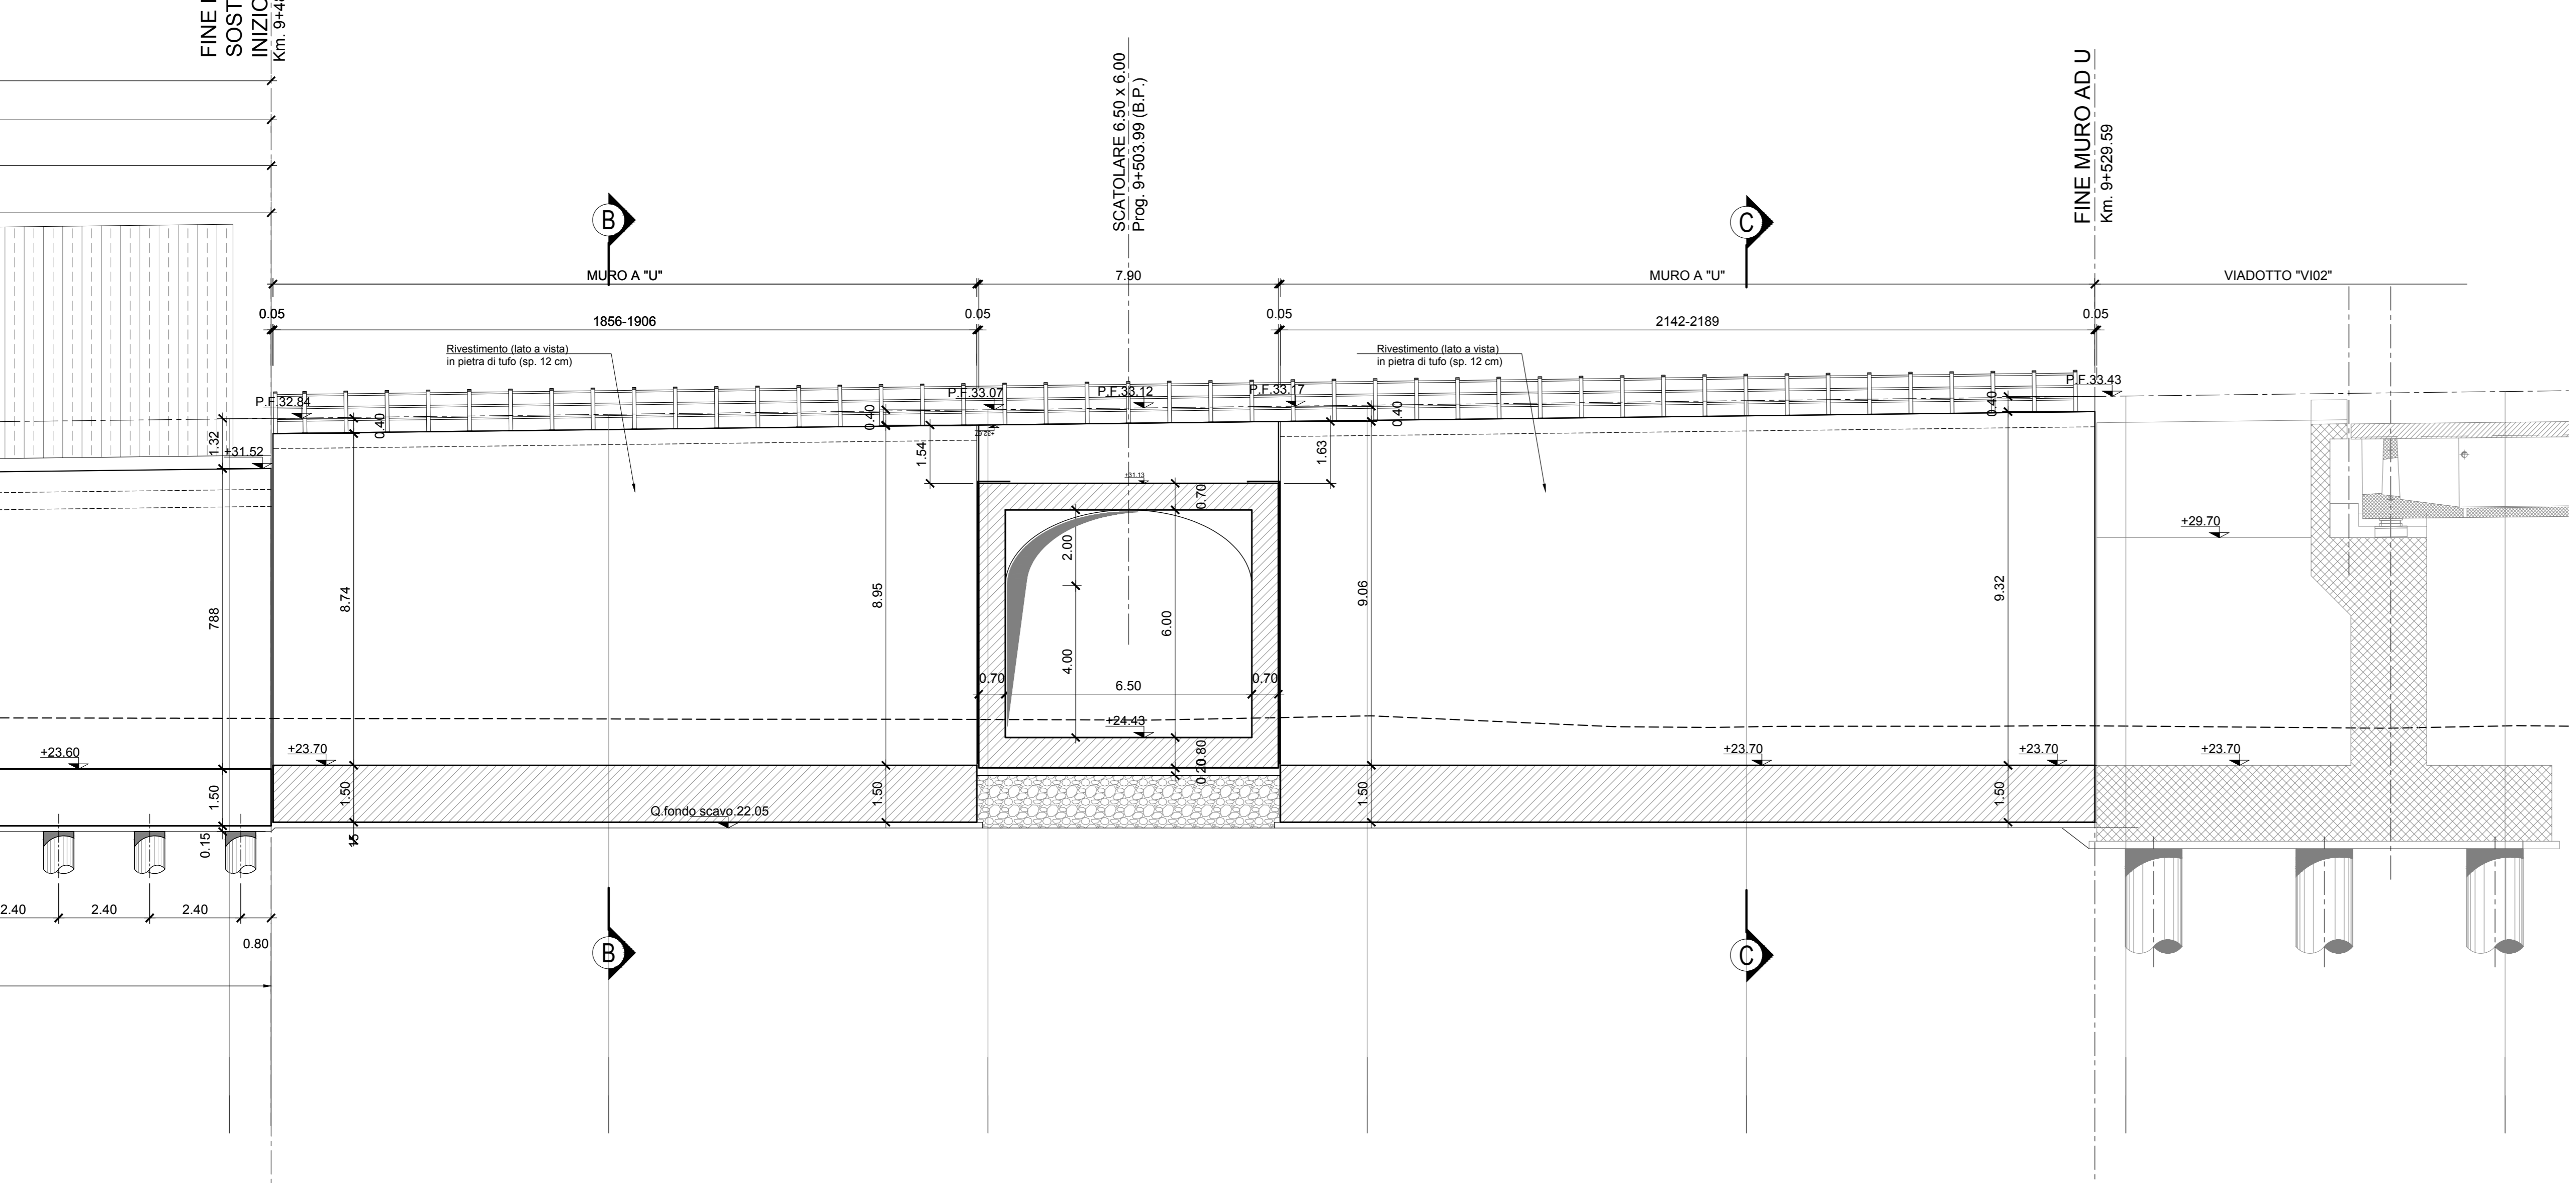 FINE
SOST
INIZIO
Km. 9+48
SCATOLARE 6.50 x 6.00
Prog. 9+503.99 (B.P.)
FINE MURO AD U
Km. 9+529.59
B
C
MURO A "U"
7.90
MURO A "U"
VIADOTTO "VI02"
0.05
0.05
0.05
0.05
1856-1906
2142-2189
Rivestimento (lato a vista)
in pietra di tufo (sp. 12 cm)
Rivestimento (lato a vista)
in pietra di tufo (sp. 12 cm)
P.F.32.84
P.F.33.07
P.F.33.12
P.F.33.17
P.F.33.43
0.40
0.40
0.40
0.40
1.32
+31.52
1.54
1.63
+31.13
0.70
+29.70
2.00
788
8.74
8.95
6.00
9.06
9.32
4.00
0.70
6.50
0.70
+24.43
+23.60
+23.70
+23.70
+23.70
+23.70
0.80
0.20
1.50
1.50
1.50
1.50
1.50
Q.fondo scavo.22.05
0.15
15
2.40
2.40
2.40
0.80
B
C